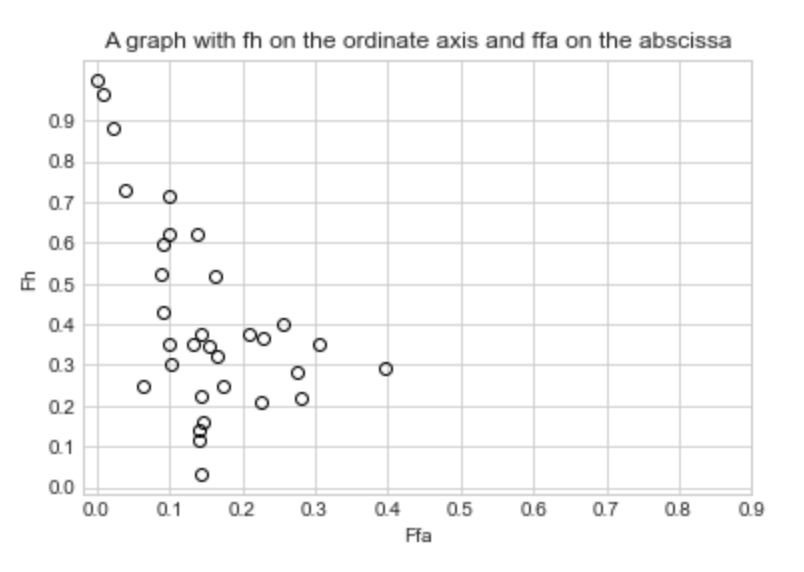 A graph with fh on the ordinate axis and ffa on the abscissa
0.9
0.8
0.7
0.6
0.5
0.4
0.3
0.2
0.1
0.0
Fh
0.0 0.1 0.2 0.3 0.4 0.5 0.6 0.7 0.8 0.9
Ffa